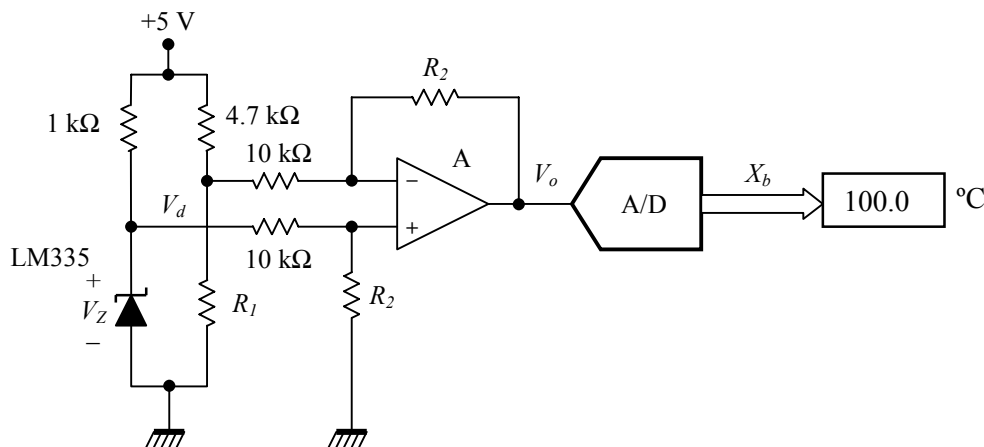 +5 V
R2
1 kΩ
4.7 kΩ
10 kΩ
A
−
Vd
Vo
Xb
A/D
100.0
ºC
+
10 kΩ
LM335
+
VZ
−
R1
R2